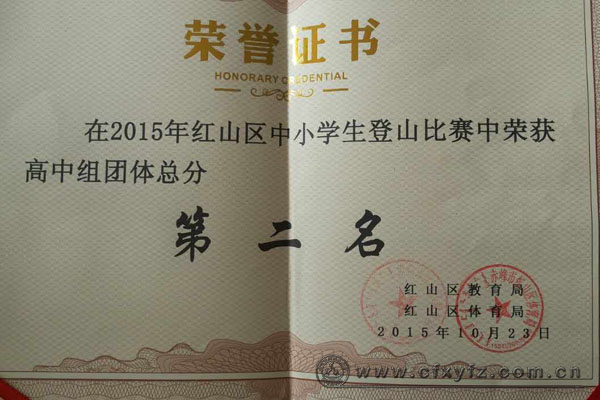 荣誉证书
HONORARY CREDENTIAL
在2015年红山区中小学生登山比赛中荣获
高中组团体总分
第二名
红山区教育局
红山区体育局
2015年10月23日
www.cfxyfz.com.cn